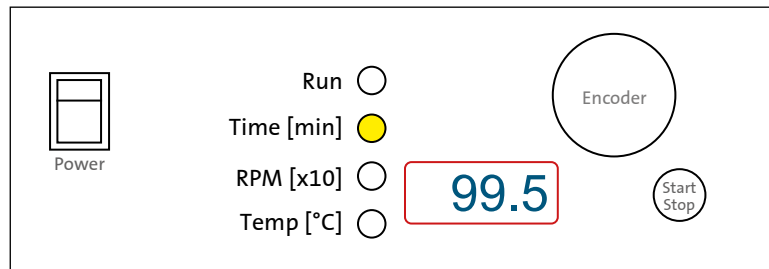 Run
Time [min]
RPM [x10]
Temp [°C]
Power
99.5
Encoder
Start
Stop